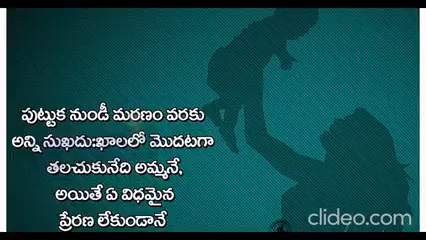 పుట్టుక నుండీ మరణం వరకు
అన్ని సుఖదు:ఖాలలో మొదటగా
తలచుకునేది అమ్మనే,
అయితే ఏ విధమైన
ప్రేరణ లేకుండానే
clideo.com